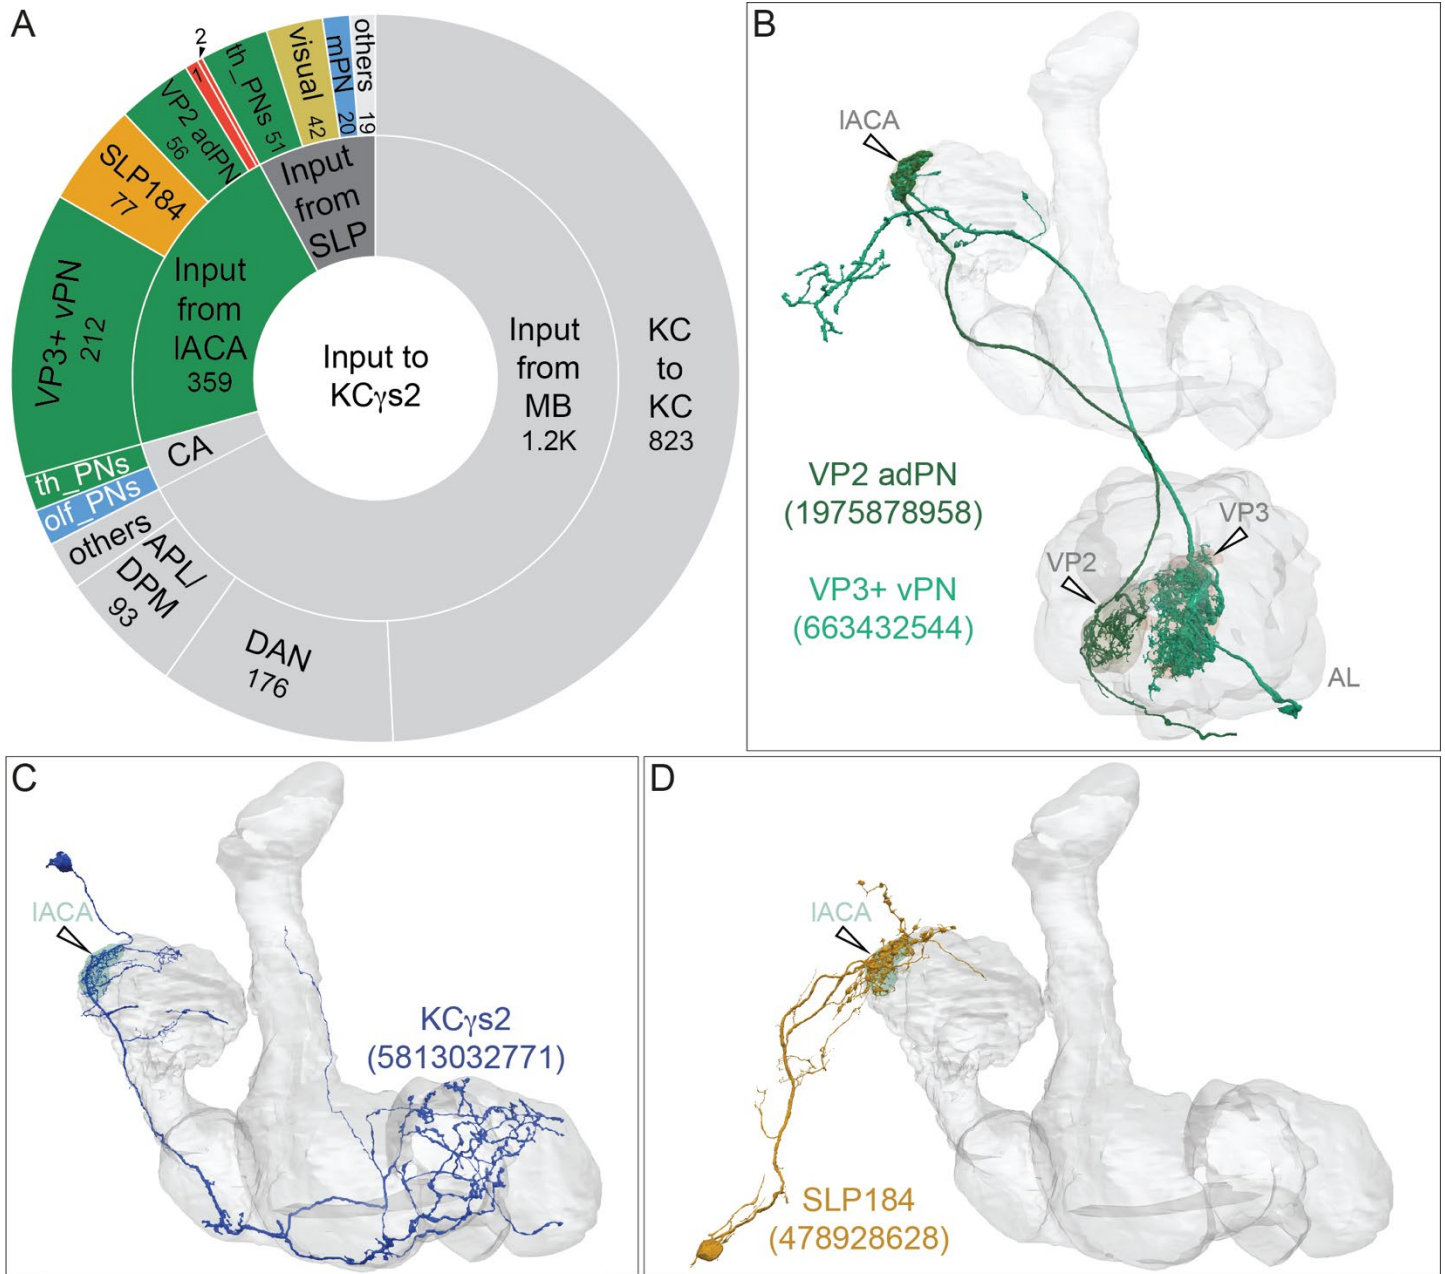 A
2
1
th_PNs 51
visual 42
mPN 20
others 19
VP2 adPN
56
SLP184
77
VP3+ vPN
212
Input
from
lACA
359
Input
from
SLP
Input to
KCγs2
Input
from
MB
1.2K
KC
to
KC
823
CA
th_PNs
olf_PNs
others
APL/
DPM
93
DAN
176
B
lACA
VP2 adPN
(1975878958)
VP3+ vPN
(663432544)
VP2
VP3
AL
C
lACA
KCγs2
(5813032771)
D
lACA
SLP184
(478928628)